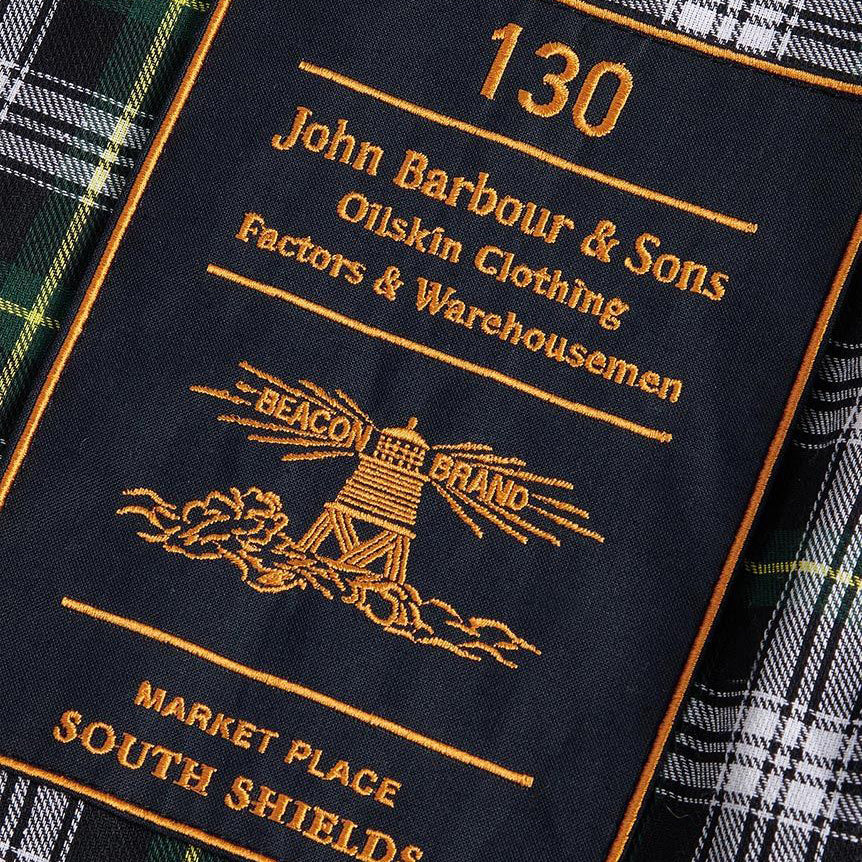 130
John Barbour & Sons
Oilskin Clothing
Factors & Warehousemen
BEACON BRAND
MARKET PLACE
SOUTH SHIELDS